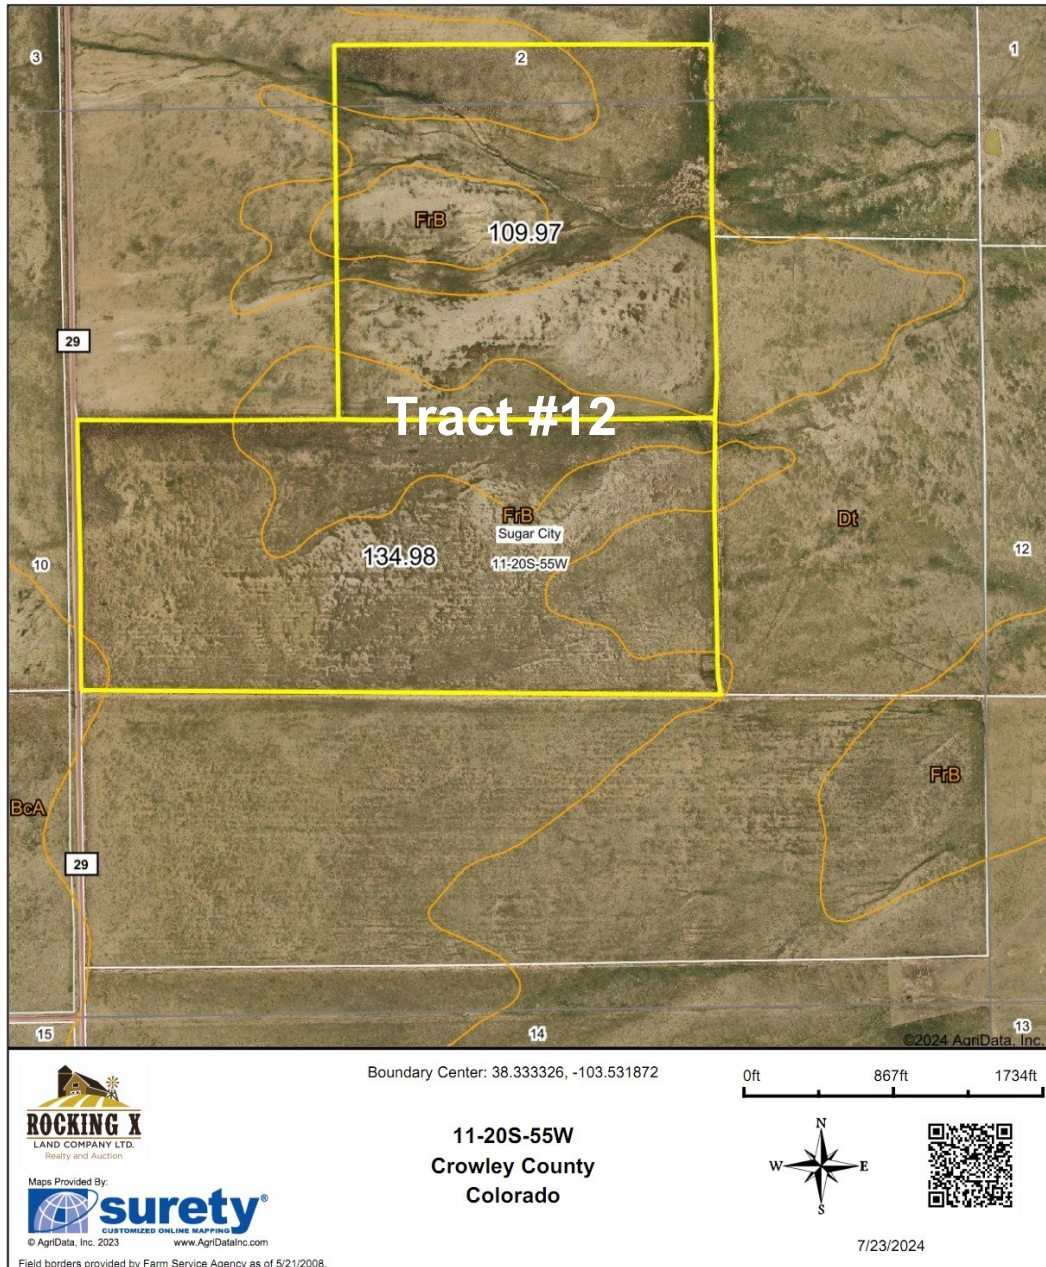 3
2
1
FrB
109.97
29
Tract #12
FrB
Sugar City
11-20S-55W
134.98
Dt
10
12
FrB
BcA
29
15
14
13
©2024 AgriData, Inc.
ROCKING X
LAND COMPANY LTD.
Realty and Auction
Maps Provided By:
surety®
CUSTOMIZED ONLINE MAPPING
© AgriData, Inc. 2023 www.AgriDataInc.com
Field borders provided by Farm Service Agency as of 5/21/2008.
Boundary Center: 38.333326, -103.531872
11-20S-55W
Crowley County
Colorado
0ft 867ft 1734ft
N
W E
S
7/23/2024